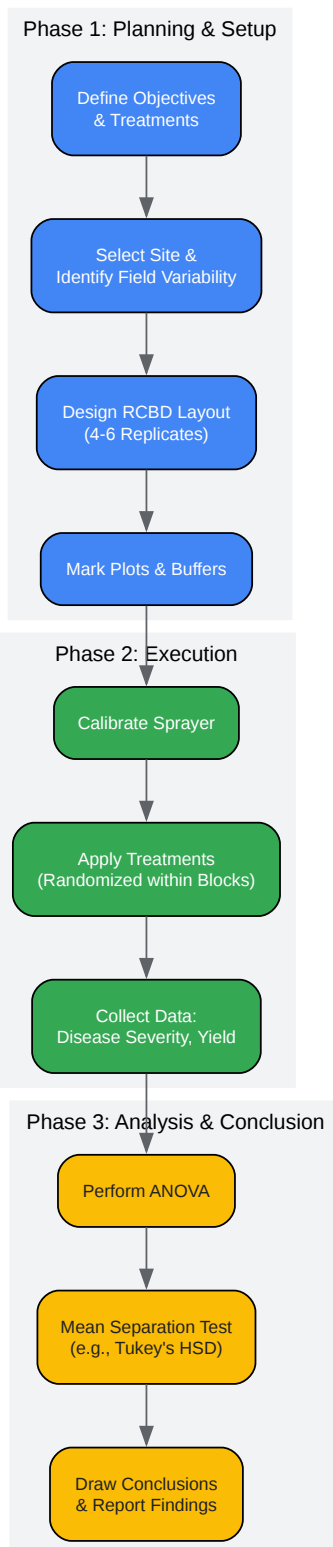 Phase 1: Planning & Setup
Define Objectives
& Treatments
Select Site &
Identify Field Variability
Design RCBD Layout
(4-6 Replicates)
Mark Plots & Buffers
Phase 2: Execution
Calibrate Sprayer
Apply Treatments
(Randomized within Blocks)
Collect Data:
Disease Severity, Yield
Phase 3: Analysis & Conclusion
Perform ANOVA
Mean Separation Test
(e.g., Tukey's HSD)
Draw Conclusions
& Report Findings